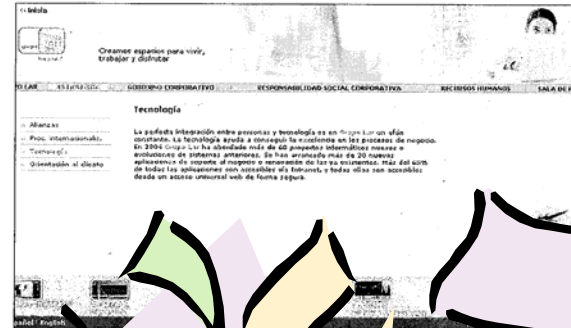 << Inicio
Creamos espacios para vivir,
trabajar y disfrutar
GOBIERNO CORPORATIVO
RESPONSABILIDAD SOCIAL CORPORATIVA
RECURSOS HUMANOS
SALA DE
Tecnología
Alianzas
Proc. internacionaliz.
Tecnología
Orientación al cliente
La perfecta integración entre personas y tecnología es en Grupo Lar un afán
constante. La tecnología ayuda a conseguir la excelencia en los procesos de negocio.
En 2004 Grupo Lar ha abordado más de 60 proyectos informáticos nuevos o
evoluciones de sistemas anteriores. Se han arrancado más de 20 nuevas
aplicaciones de soporte al negocio o renovación de las ya existentes. Más del 65%
de todas las aplicaciones son accesibles vía Intranet, y todas ellas son accesibles
desde un acceso universal web de forma segura.
English